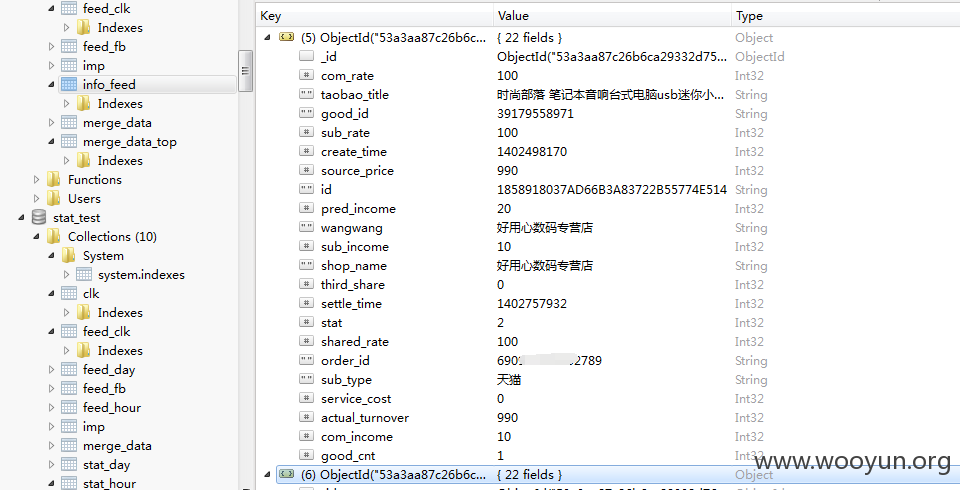 feed_clk
Indexes
feed_fb
imp
info_feed
Indexes
merge_data
merge_data_top
Indexes
Functions
Users
stat_test
Collections (10)
System
system.indexes
clk
Indexes
feed_clk
Indexes
feed_day
feed_fb
feed_hour
imp
merge_data
stat_day
stat_hour
Key Value Type
(5) ObjectId("53a3aa87c26b6c... { 22 fields } Object
_id ObjectId("53a3aa87c26b6ca29332d75... ObjectId
com_rate 100 Int32
taobao_title 时尚部落 笔记本音响台式电脑usb迷你小... String
good_id 39179558971 String
sub_rate 100 Int32
create_time 1402498170 Int32
source_price 990 Int32
id 1858918037AD66B3A83722B55774E514 String
pred_income 20 Int32
wangwang 好用心数码专营店 String
sub_income 10 Int32
shop_name 好用心数码专营店 String
third_share 0 Int32
settle_time 1402757932 Int32
stat 2 Int32
shared_rate 100 Int32
order_id 690 2789 String
sub_type 天猫 String
service_cost 0 Int32
actual_turnover 990 Int32
com_income 10 Int32
good_cnt 1 Int32
(6) ObjectId("53a3aa87c26b6c... { 22 fields } Object
www.wooyun.org